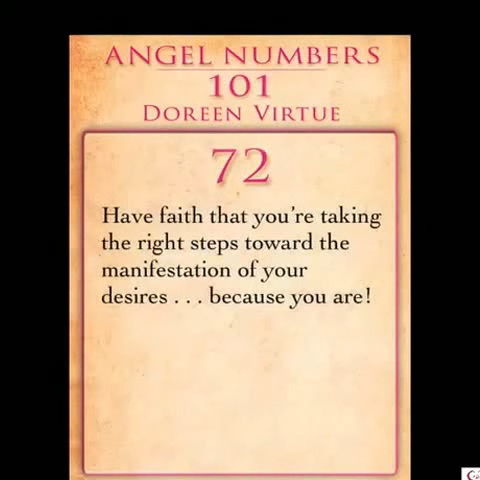 ANGEL NUMBERS
101
DOREEN VIRTUE
72
Have faith that you're taking
the right steps toward the
manifestation of your
desires . . . because you are!